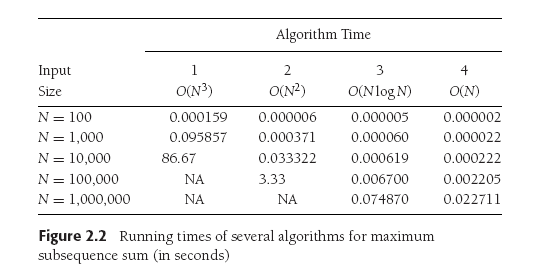 Algorithm Time
Input 1 2 3 4
Size O(N³) O(N²) O(N log N) O(N)
N = 100 0.000159 0.000006 0.000005 0.000002
N = 1,000 0.095857 0.000371 0.000060 0.000022
N = 10,000 86.67 0.033322 0.000619 0.000222
N = 100,000 NA 3.33 0.006700 0.002205
N = 1,000,000 NA NA 0.074870 0.022711
Figure 2.2 Running times of several algorithms for maximum
subsequence sum (in seconds)